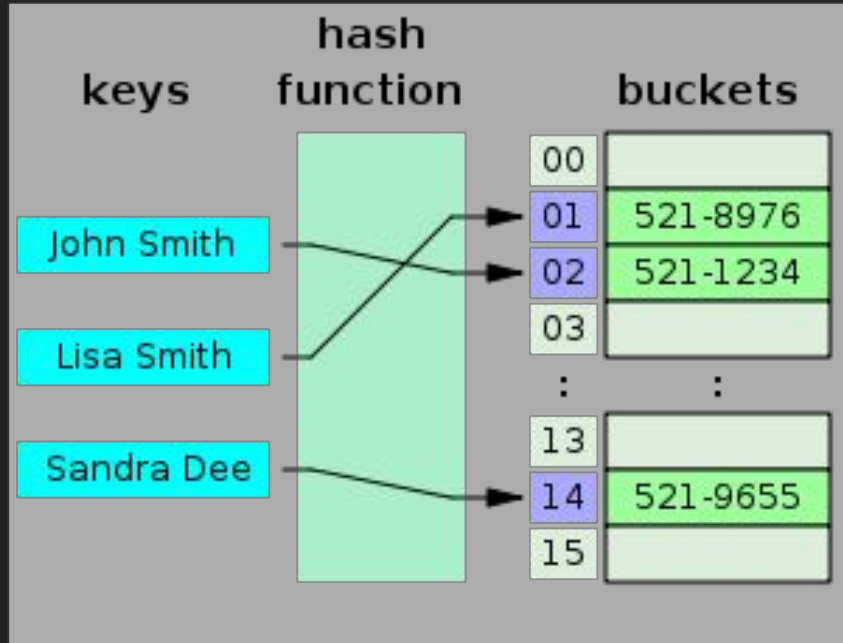 hash
keys function buckets
00
01 521-8976
John Smith
02 521-1234
03
Lisa Smith
: :
13
Sandra Dee
14 521-9655
15